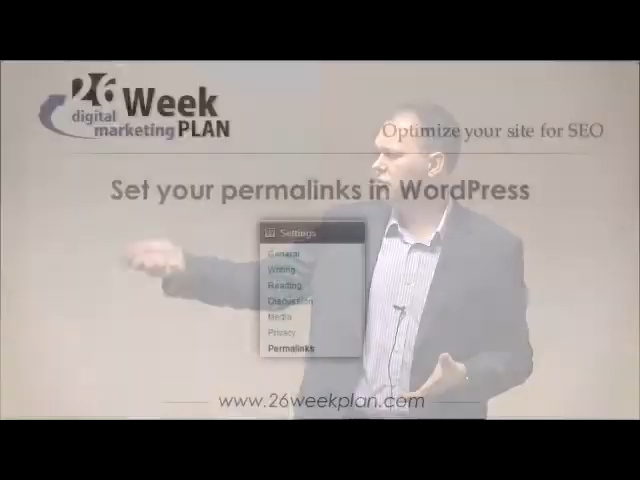 26 Week
digital
marketing PLAN
Optimize your site for SEO
Set your permalinks in WordPress
Settings
General
Writing
Reading
Discussion
Media
Privacy
Permalinks
www.26weekplan.com